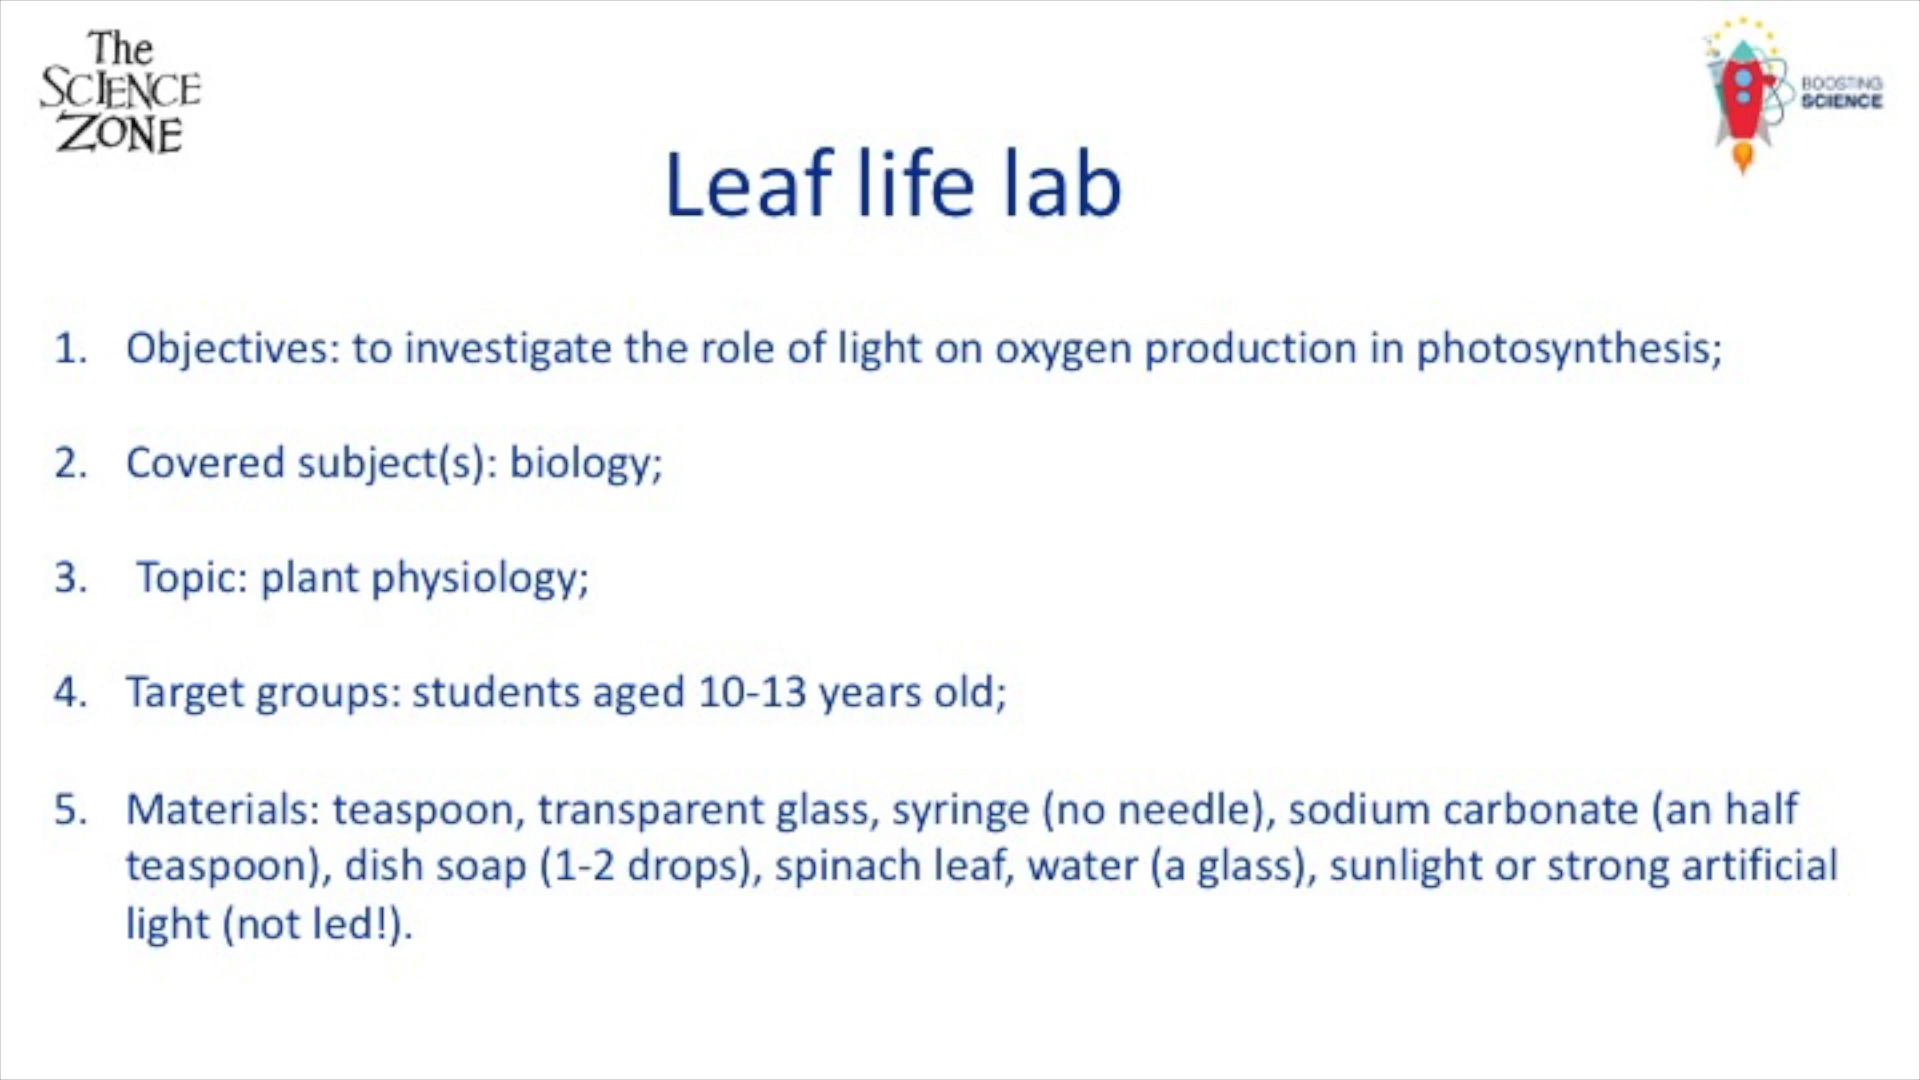 The
SCIENCE
ZONE
BOOSTING
SCIENCE
Leaf life lab
1. Objectives: to investigate the role of light on oxygen production in photosynthesis;
2. Covered subject(s): biology;
3. Topic: plant physiology;
4. Target groups: students aged 10-13 years old;
5. Materials: teaspoon, transparent glass, syringe (no needle), sodium carbonate (an half
teaspoon), dish soap (1-2 drops), spinach leaf, water (a glass), sunlight or strong artificial
light (not led!).